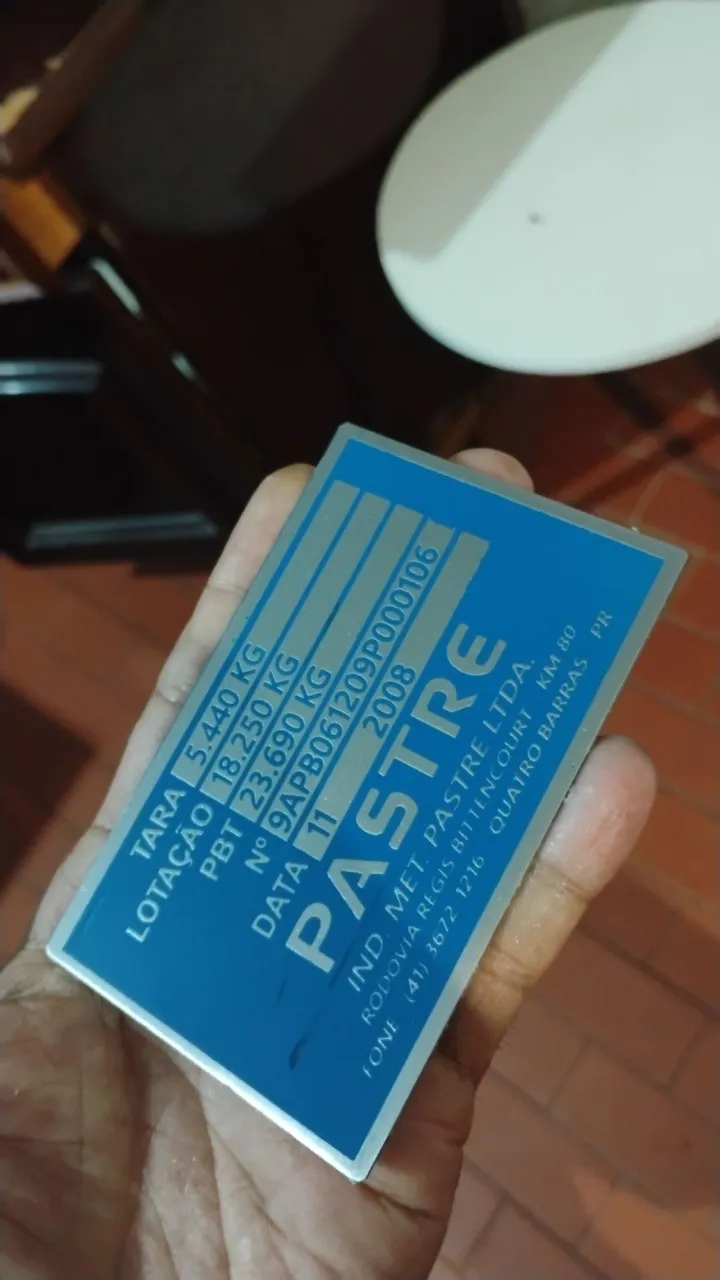 TARA 5.440 KG
LOTAÇÃO 18.250 KG
PBT 23.690 KG
Nº 9APB061209P000106
DATA 11 2008
PASTRE
IND. MET. PASTRE LTDA.
RODOVIA REGIS BITTENCOURT KM 80
FONE (41) 3672 1216 QUATRO BARRAS PR